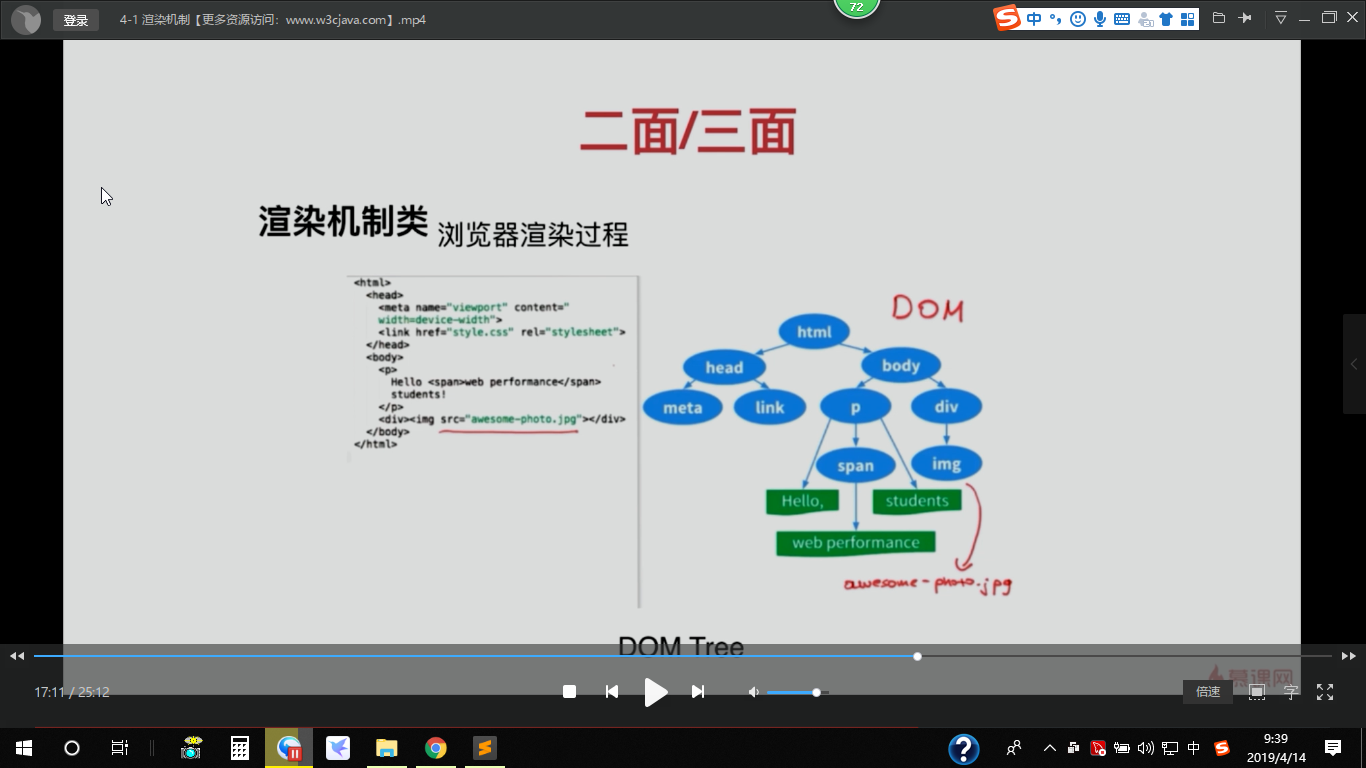 登录
4-1 渲染机制【更多资源访问：www.w3cjava.com】.mp4
72
中
二面/三面
渲染机制类 浏览器渲染过程
<html>
<head>
<meta name="viewport" content="
width=device-width">
<link href="style.css" rel="stylesheet">
</head>
<body>
<p>
Hello <span>web performance</span>
students!
</p>
<div><img src="awesome-photo.jpg"></div>
</body>
</html>
DOM
html
head
body
meta
link
p
div
span
img
Hello,
students
web performance
awesome-photo.jpg
DOM Tree
慕课网
17:11 / 25:12
倍速
字
中
9:39
2019/4/14